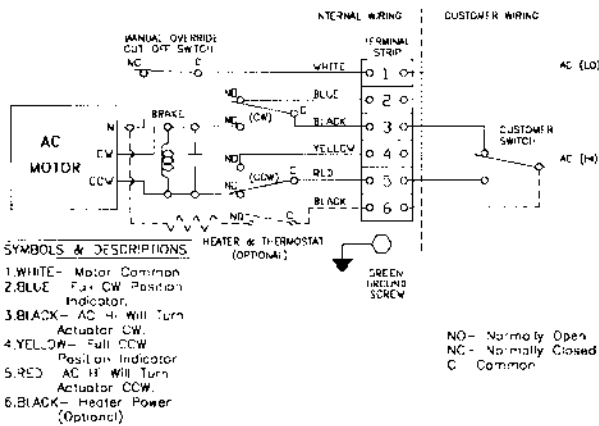 INTERNAL WIRING
CUSTOMER WIRING
MANUAL OVERRIDE
CUT OFF SWITCH
TERMINAL
STRIP
NC C
WHITE
1
AC (LO)
NO
BLUE
2
BRAKE
N
NC
(CW)
C
BLACK
3
CUSTOMER
SWITCH
AC
MOTOR
CW
YELLOW
4
AC (HI)
CCW
NO
(CCW)
C
RED
5
NC
BLACK
6
NO C
HEATER & THERMOSTAT
(OPTIONAL)
GREEN
GROUND
SCREW
SYMBOLS & DESCRIPTIONS
1.WHITE- Motor Common
2.BLUE Full CW Position
Indicator.
3.BLACK- AC Hi Will Turn
Actuator CW.
4.YELLOW- Full CCW
Position Indicator
5.RED AC Hi Will Turn
Actuator CCW.
6.BLACK- Heater Power
(Optional)
NO- Normally Open
NC- Normally Closed
C Common